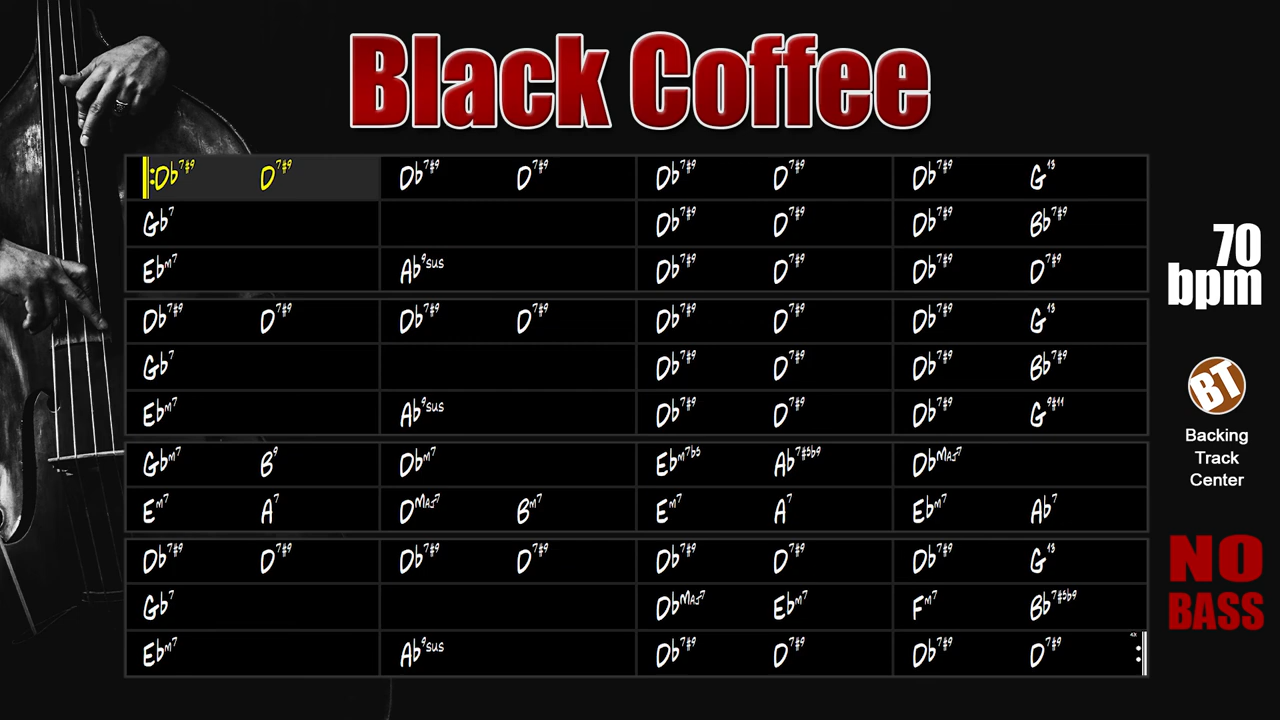 Black Coffee
Db7#9 D7#9 Db7#9 D7#9 Db7#9 D7#9 Db7#9 G13
Gb7 Db7#9 D7#9 Db7#9 Bb7#9
Ebm7 Ab9sus Db7#9 D7#9 Db7#9 D7#9
Db7#9 D7#9 Db7#9 D7#9 Db7#9 D7#9 Db7#9 G13
Gb7 Db7#9 D7#9 Db7#9 Bb7#9
Ebm7 Ab9sus Db7#9 D7#9 Db7#9 G9#11
Gbm7 B9 Dbm7 Ebm7b5 Ab7#5b9 DbMAJ7
Em7 A7 DMAJ7 Bm7 Em7 A7 Ebm7 Ab7
Db7#9 D7#9 Db7#9 D7#9 Db7#9 D7#9 Db7#9 G13
Gb7 DbMAJ7 Ebm7 Fm7 Bb7#5b9
Ebm7 Ab9sus Db7#9 D7#9 Db7#9 D7#9 4X
70
bpm
BT
Backing
Track
Center
NO
BASS